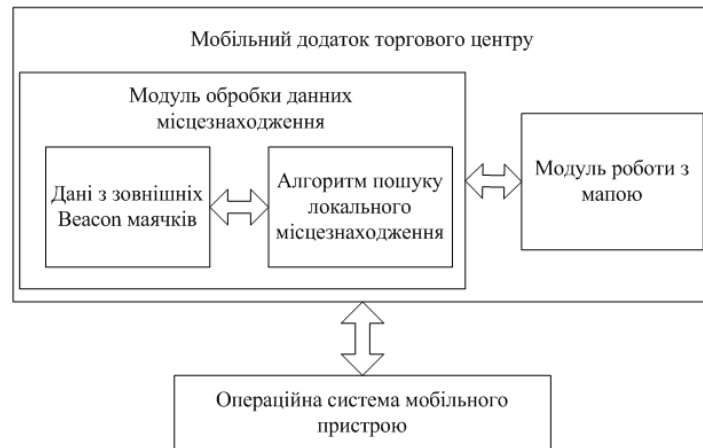 Мобільний додаток торгового центру
Модуль обробки данних
місцезнаходження
Дані з зовнішніх
Beacon маячків
Алгоритм пошуку
локального
місцезнаходження
Модуль роботи з
мапою
Операційна система мобільного
пристрою